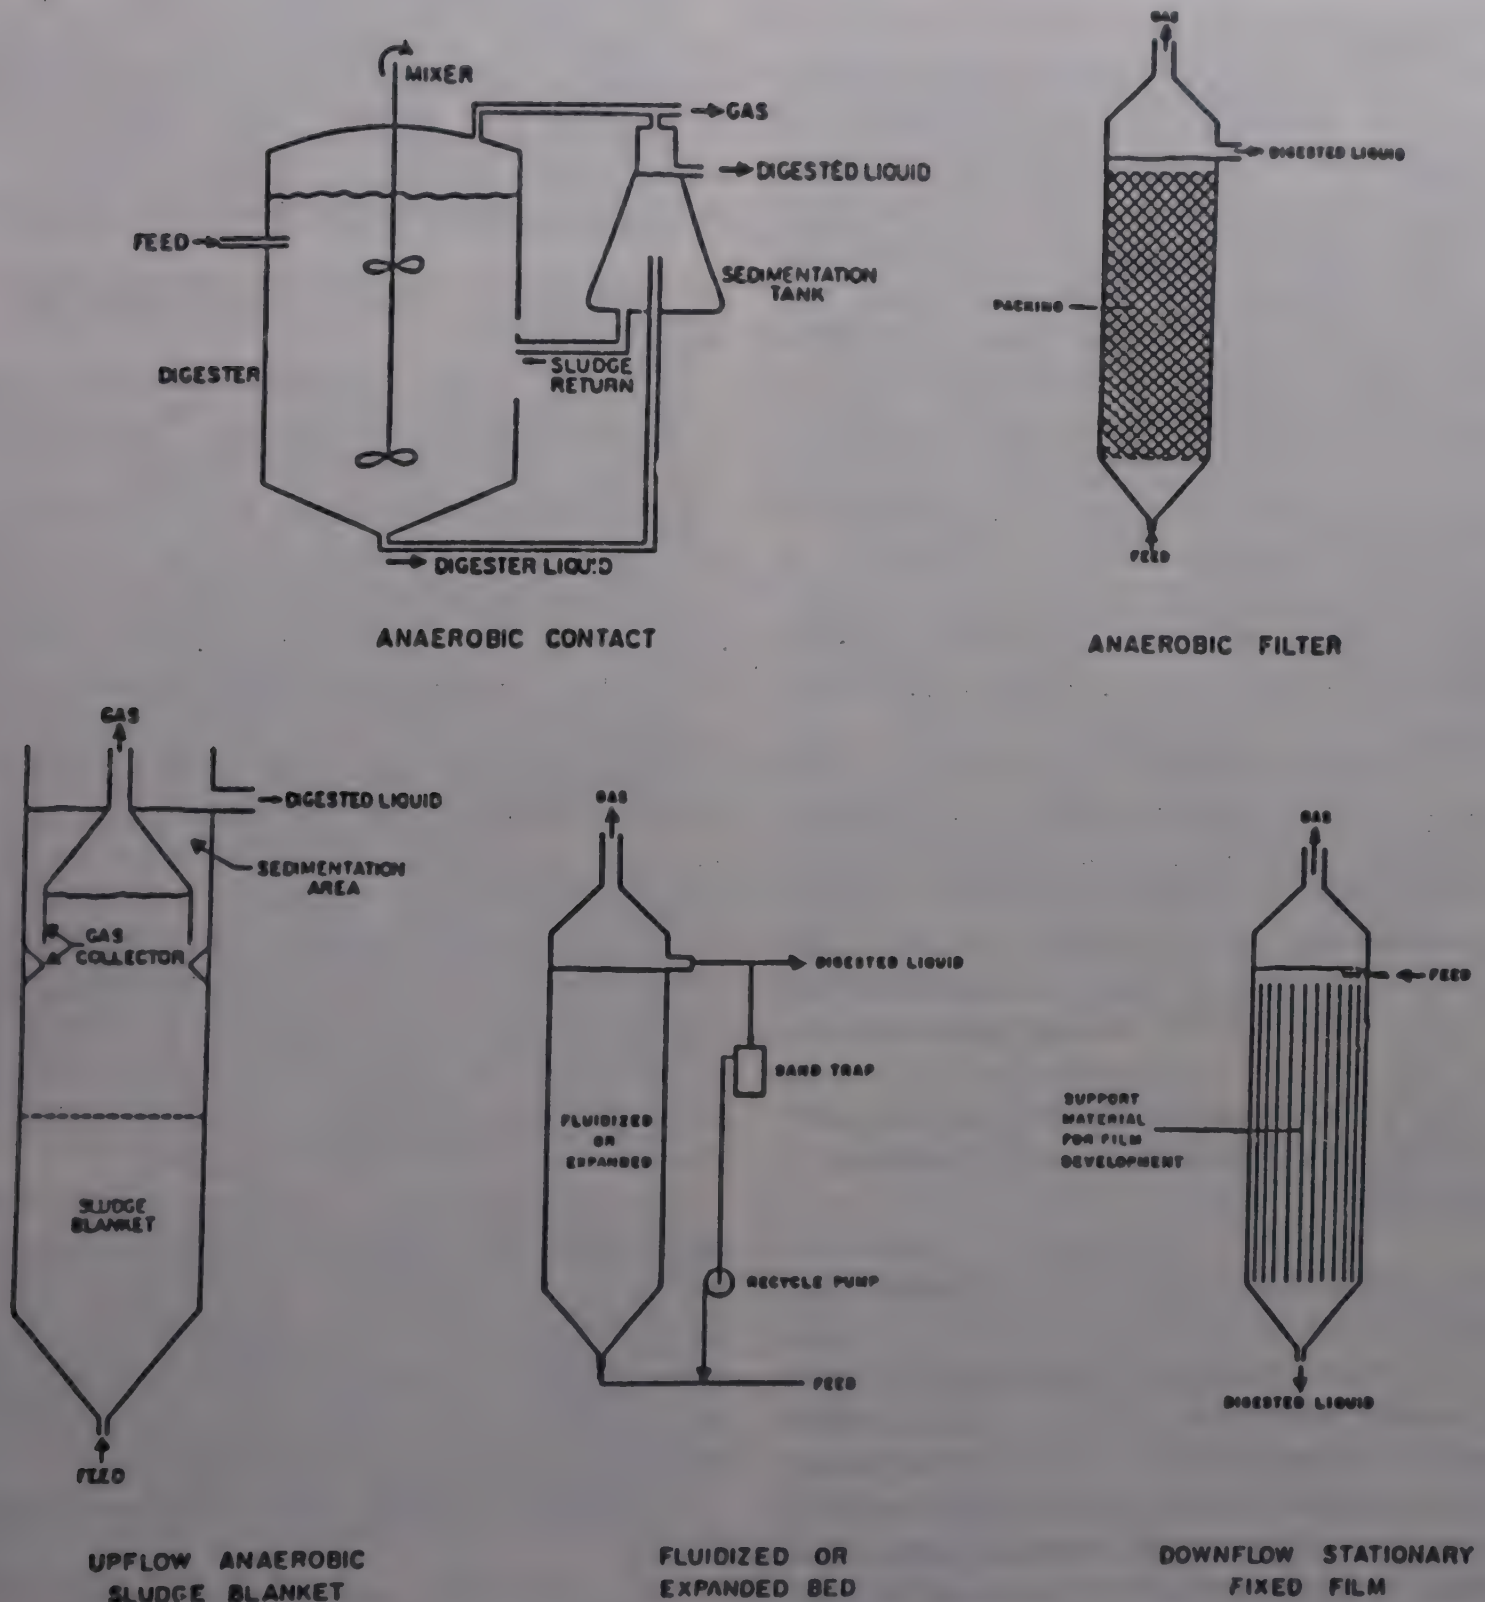 MIXER
GAS
DIGESTED LIQUID
FEED
SEDIMENTATION
TANK
SLUDGE
RETURN
DIGESTER
DIGESTER LIQUID
ANAEROBIC CONTACT
GAS
DIGESTED LIQUID
PACKING
FEED
ANAEROBIC FILTER
GAS
DIGESTED LIQUID
SEDIMENTATION
AREA
GAS
COLLECTOR
SLUDGE
BLANKET
FEED
UPFLOW ANAEROBIC
SLUDGE BLANKET
GAS
DIGESTED LIQUID
SAND TRAP
FLUIDIZED
OR
EXPANDED
RECYCLE PUMP
FEED
FLUIDIZED OR
EXPANDED BED
GAS
FEED
SUPPORT
MATERIAL
FOR FILM
DEVELOPMENT
DIGESTED LIQUID
DOWNFLOW STATIONARY
FIXED FILM